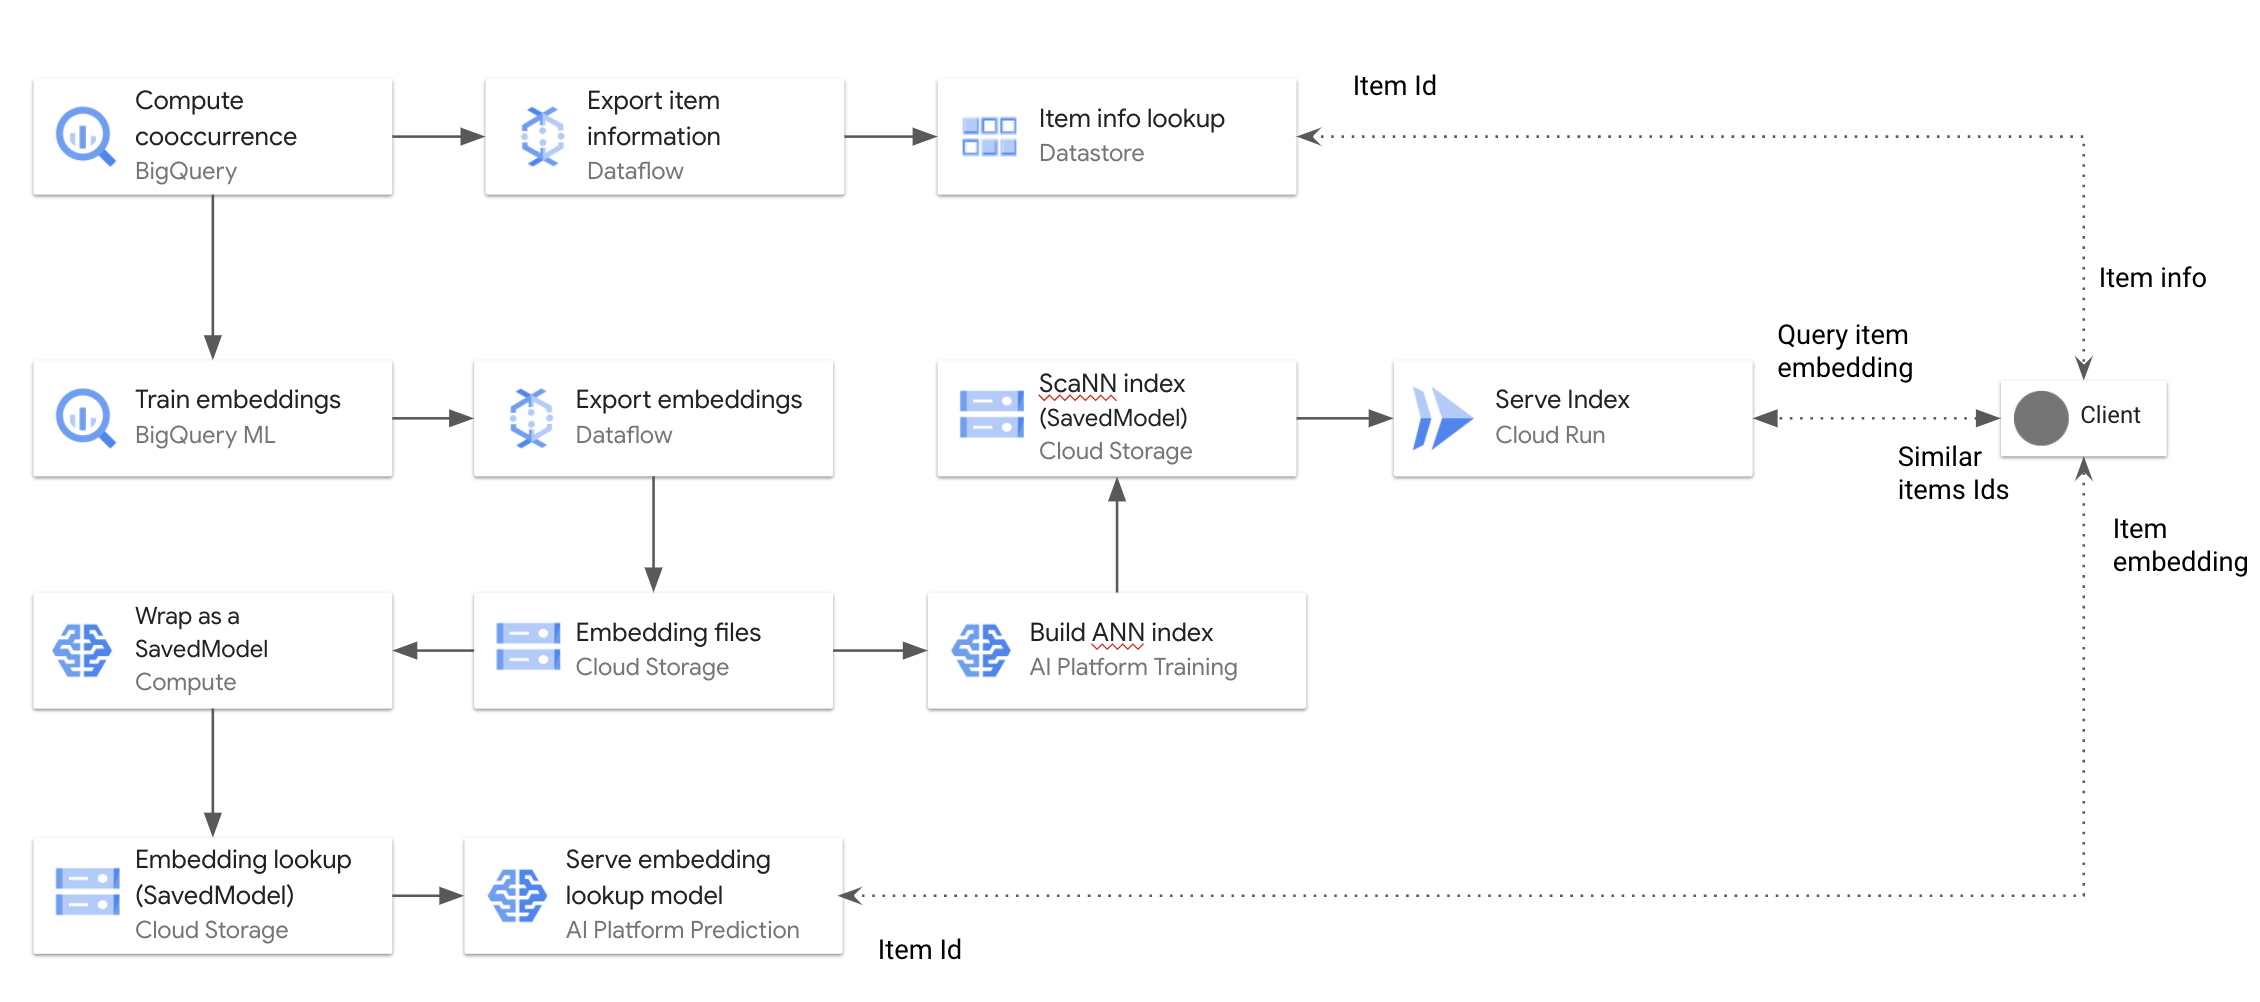 Compute
cooccurrence
BigQuery
Export item
information
Dataflow
Item info lookup
Datastore
Item Id
Item info
Train embeddings
BigQuery ML
Export embeddings
Dataflow
ScaNN index
(SavedModel)
Cloud Storage
Serve Index
Cloud Run
Query item
embedding
Similar
items Ids
Client
Item
embedding
Wrap as a
SavedModel
Compute
Embedding files
Cloud Storage
Build ANN index
AI Platform Training
Embedding lookup
(SavedModel)
Cloud Storage
Serve embedding
lookup model
AI Platform Prediction
Item Id